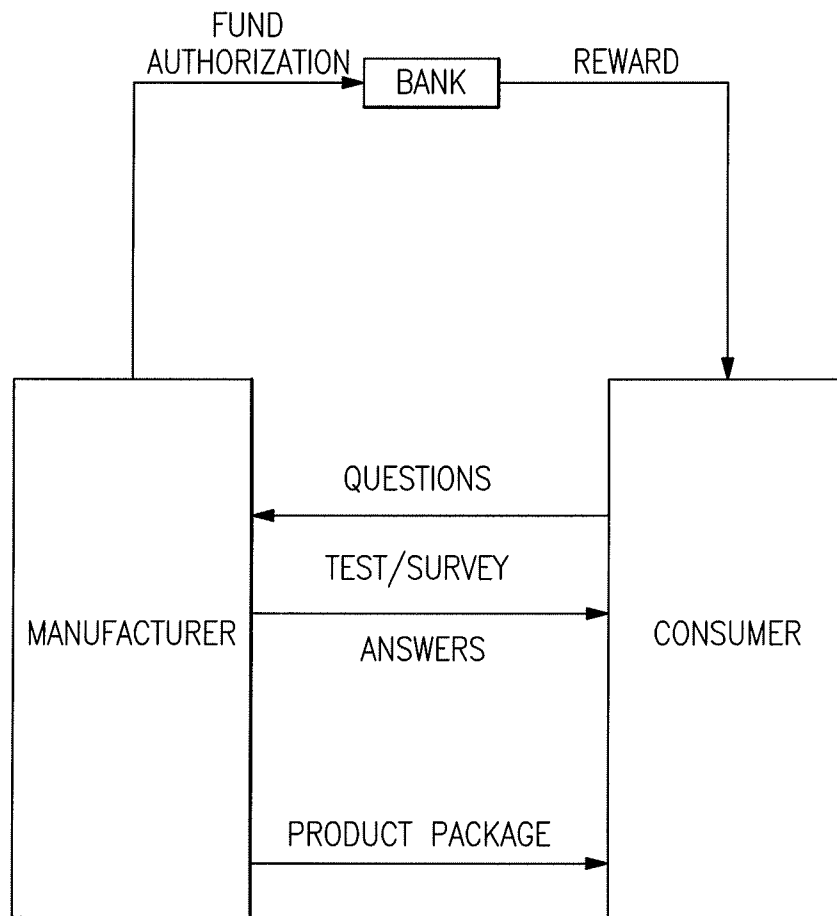 FUND
AUTHORIZATION
BANK
REWARD
QUESTIONS
TEST/SURVEY
MANUFACTURER
ANSWERS
CONSUMER
PRODUCT PACKAGE